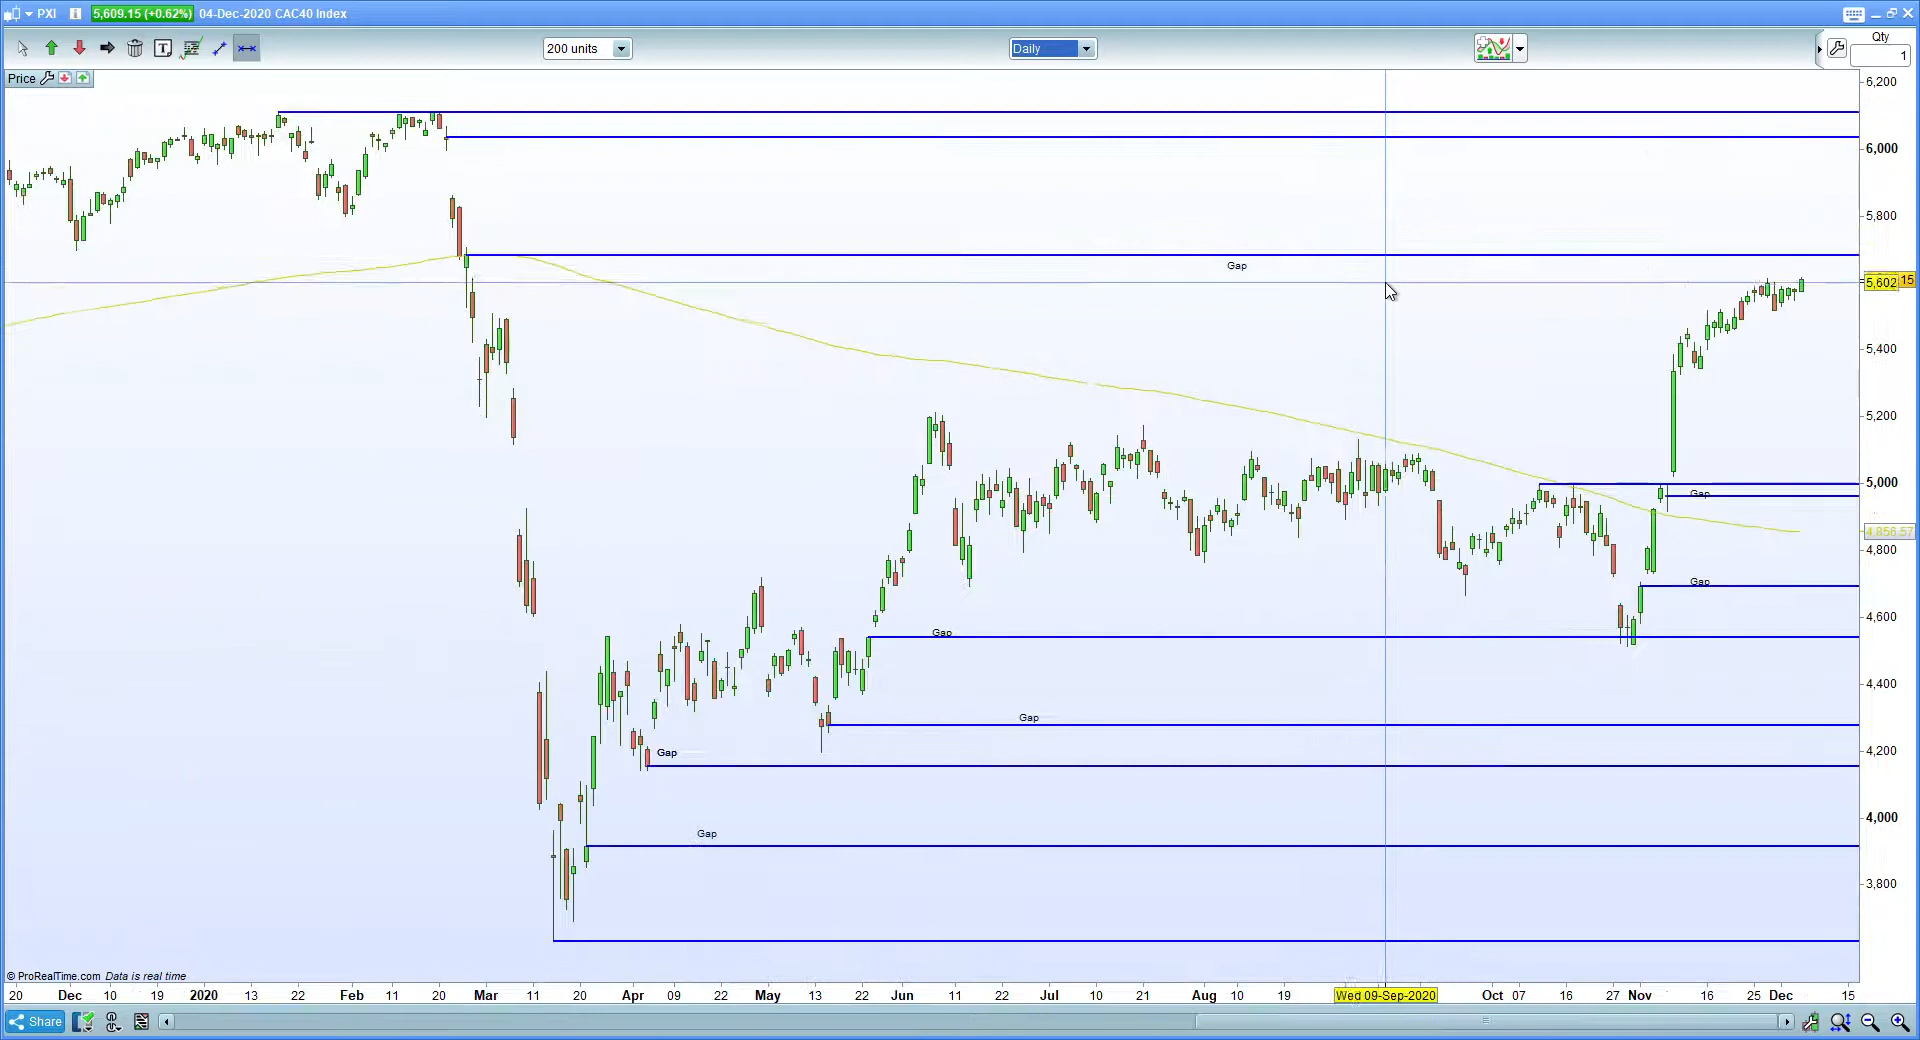 PXI 5,609.15 (+0.62%) 04-Dec-2020 CAC40 Index
200 units Daily Qty
1
Price
6,200
6,000
5,800
Gap
5,602 15
5,400
5,200
5,000
Gap
4,856.57
4,800
Gap
4,600
Gap
4,400
Gap
4,200
Gap
4,000
Gap
3,800
© ProRealTime.com Data is real time
20 Dec 10 19 2020 13 22 Feb 11 20 Mar 11 20 Apr 09 22 May 13 22 Jun 11 22 Jul 10 21 Aug 10 19 Wed 09-Sep-2020 Oct 07 16 27 Nov 16 25 Dec 15
Share